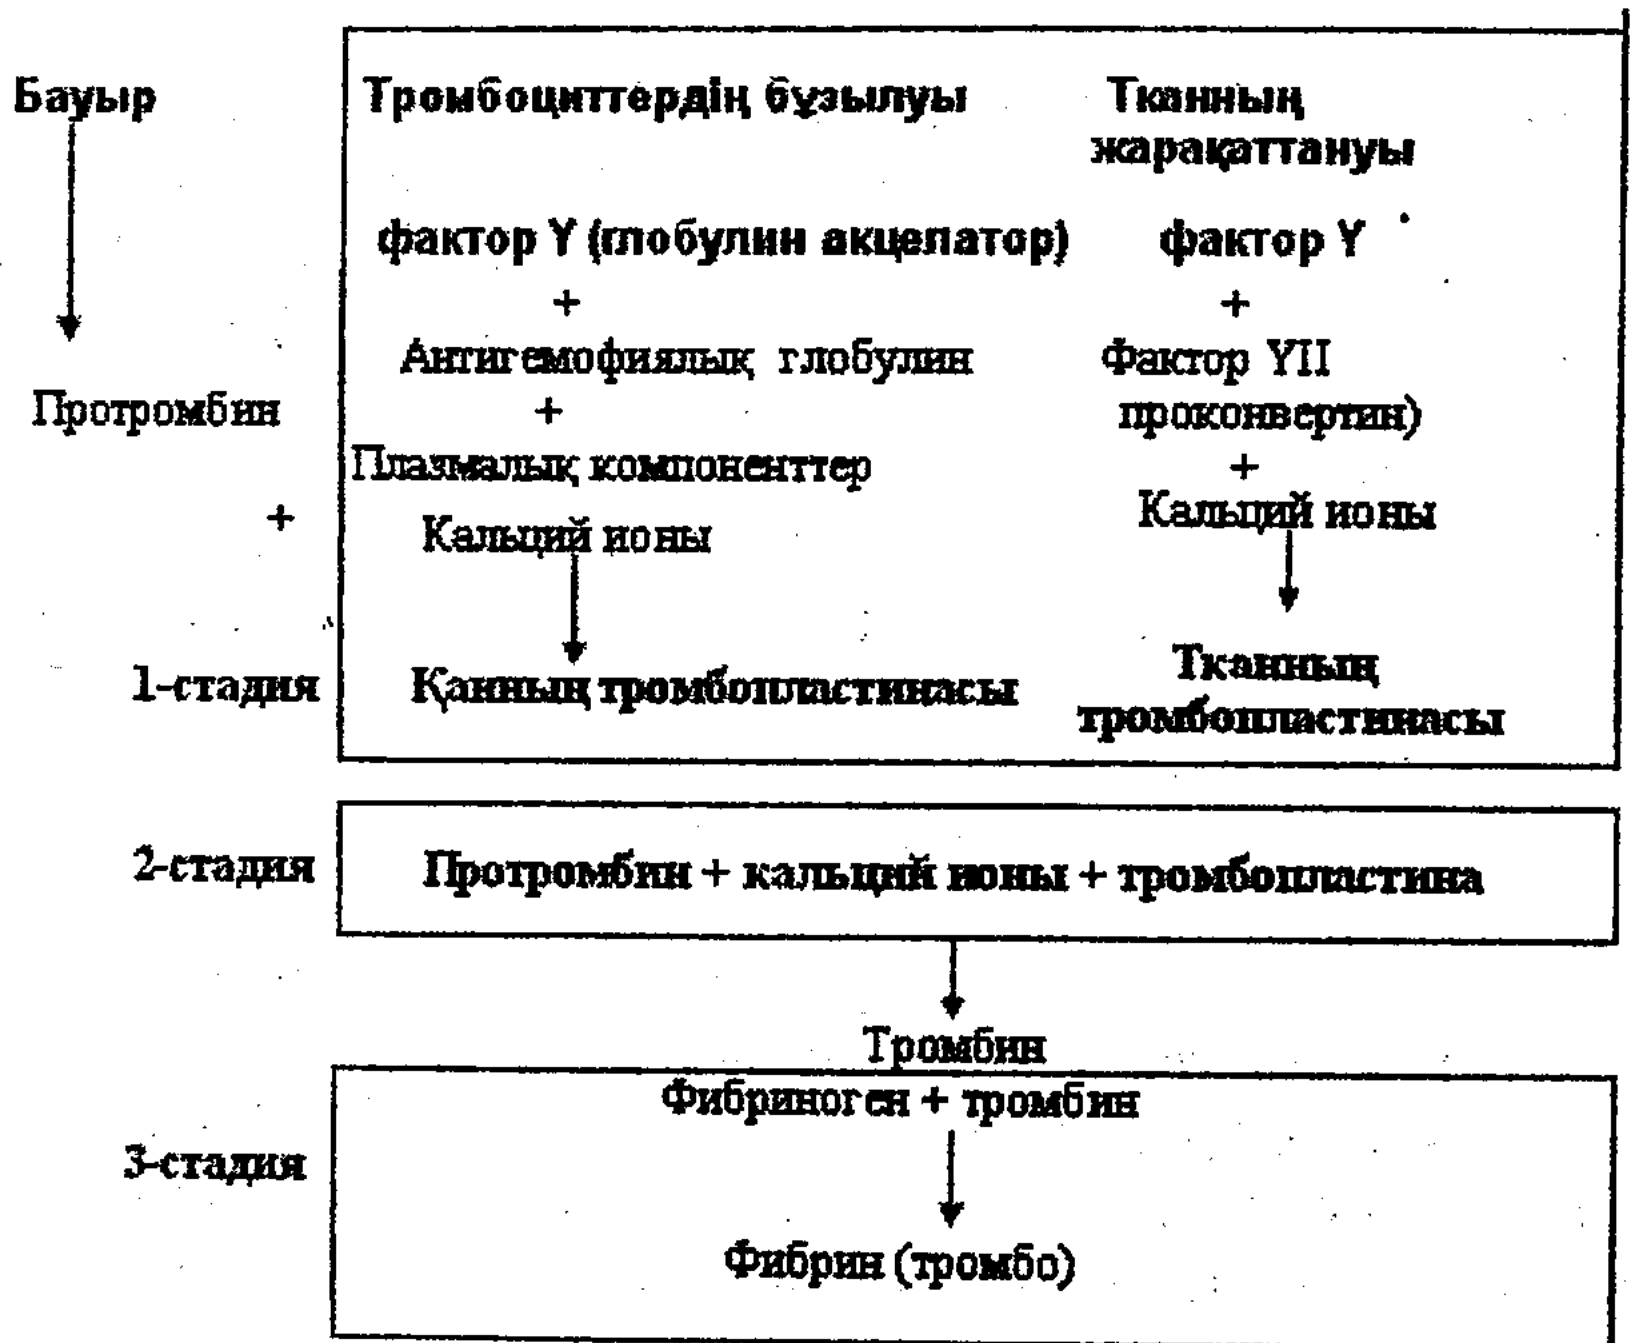 Бауыр
Тромбоциттердің бұзылуы
Тканның
жарақаттануы
фактор Ү (глобулин акцепатор)
фактор Ү
+
+
Антигемофиялық глобулин
Фактор ҮІІ
проконвертин)
Протромбин
+
+
Плазмалық компоненттер
Кальций ионы
+
Кальций ионы
1-стадия
Қанның тромбопластинасы
Тканның
тромбопластинасы
2-стадия
Протромбин + кальций ионы + тромбопластина
Тромбин
Фибриноген + тромбин
3-стадия
Фибрин (тромбо)